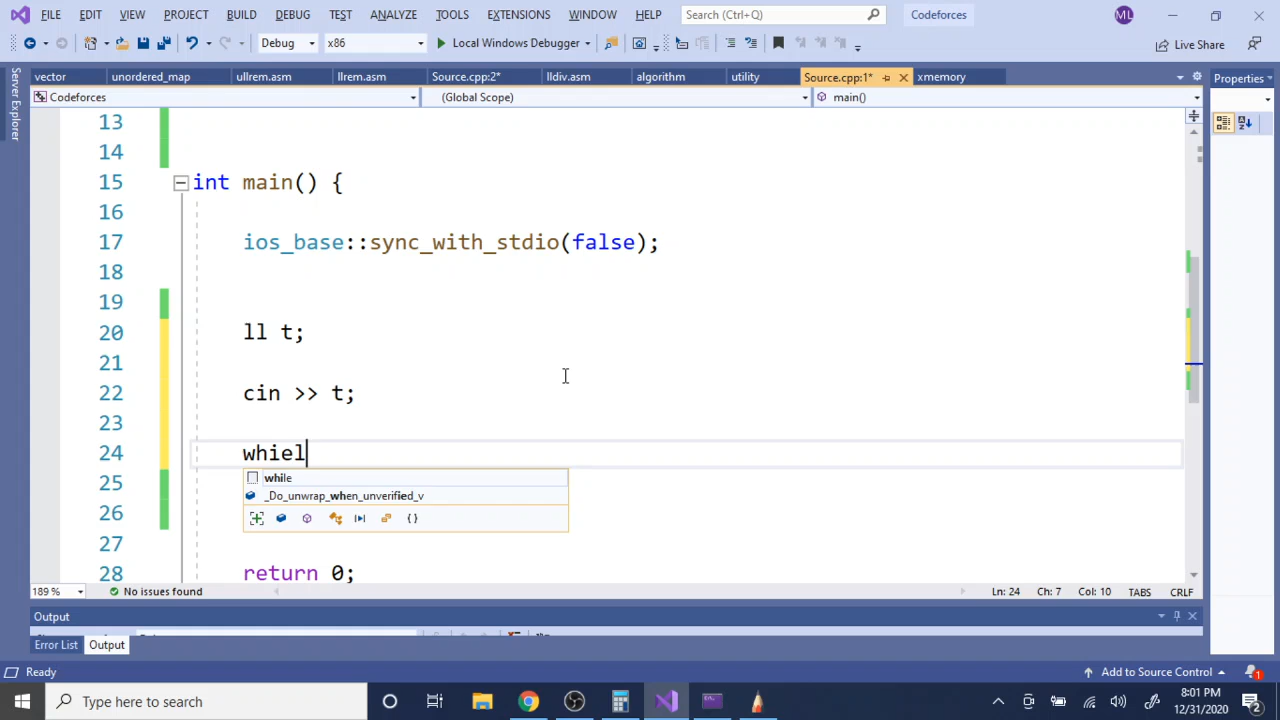 FILE EDIT VIEW PROJECT BUILD DEBUG TEST ANALYZE TOOLS EXTENSIONS WINDOW HELP Search (Ctrl+Q) Codeforces ML
Debug x86 Local Windows Debugger Live Share
vector unordered_map ullrem.asm llrem.asm Source.cpp:2* lldiv.asm algorithm utility Source.cpp:1* xmemory
Codeforces (Global Scope) main()
Server Explorer
Properties
13
14
15 int main() {
16
17 ios_base::sync_with_stdio(false);
18
19
20 ll t;
21
22 cin >> t;
23
24 whiel
while
25
_Do_unwrap_when_unverified_v
26
27
28 return 0;
189 % No issues found Ln: 24 Ch: 7 Col: 10 TABS CRLF
Output
Error List Output
Ready Add to Source Control 1
Type here to search
8:01 PM
12/31/2020
2